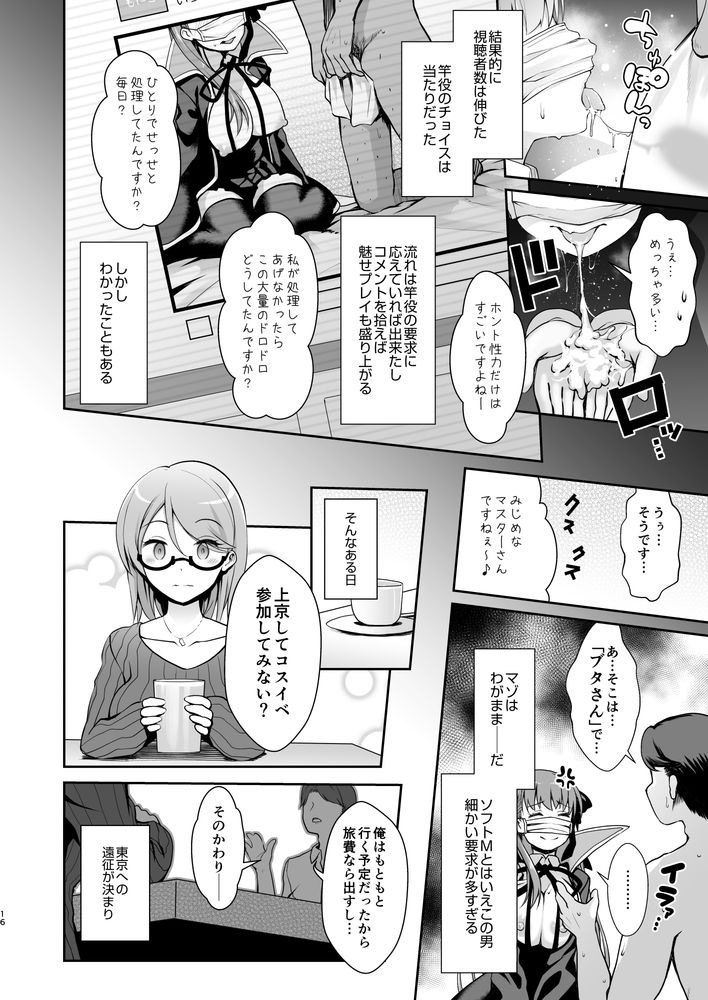 結果的に
視聴者数は伸びた
竿役のチョイスは
当たりだった
ちゅ
ぽしっ
うぇ…
めっちゃ多い…
ドロ
ドロ…
ホント性力だけは
すごいですよねー
流れは竿役の要求に
応えていれば出来たし
コメントを拾えば
魅せプレイも盛り上がる
ひとりでせっせと
処理してたんですか?
毎日?
私が処理して
あげなかったら
この大量のドロドロ
どうしてたんですか?
しかし
わかったこともある
うぅ…
そうです…
みじめな
マスターさん
ですねぇ~♪
クスクス
あ…そこは…
「ブタさん」で…
マゾは
わがまま――だ
ソフトMとはいえこの男
細かい要求が多すぎる
………
…………ッ
そんなある日
上京してコスイベ
参加してみない?
俺はもともと
行く予定だったから
旅費なら出すし…
そのかわり――
東京への
遠征が決まり
16